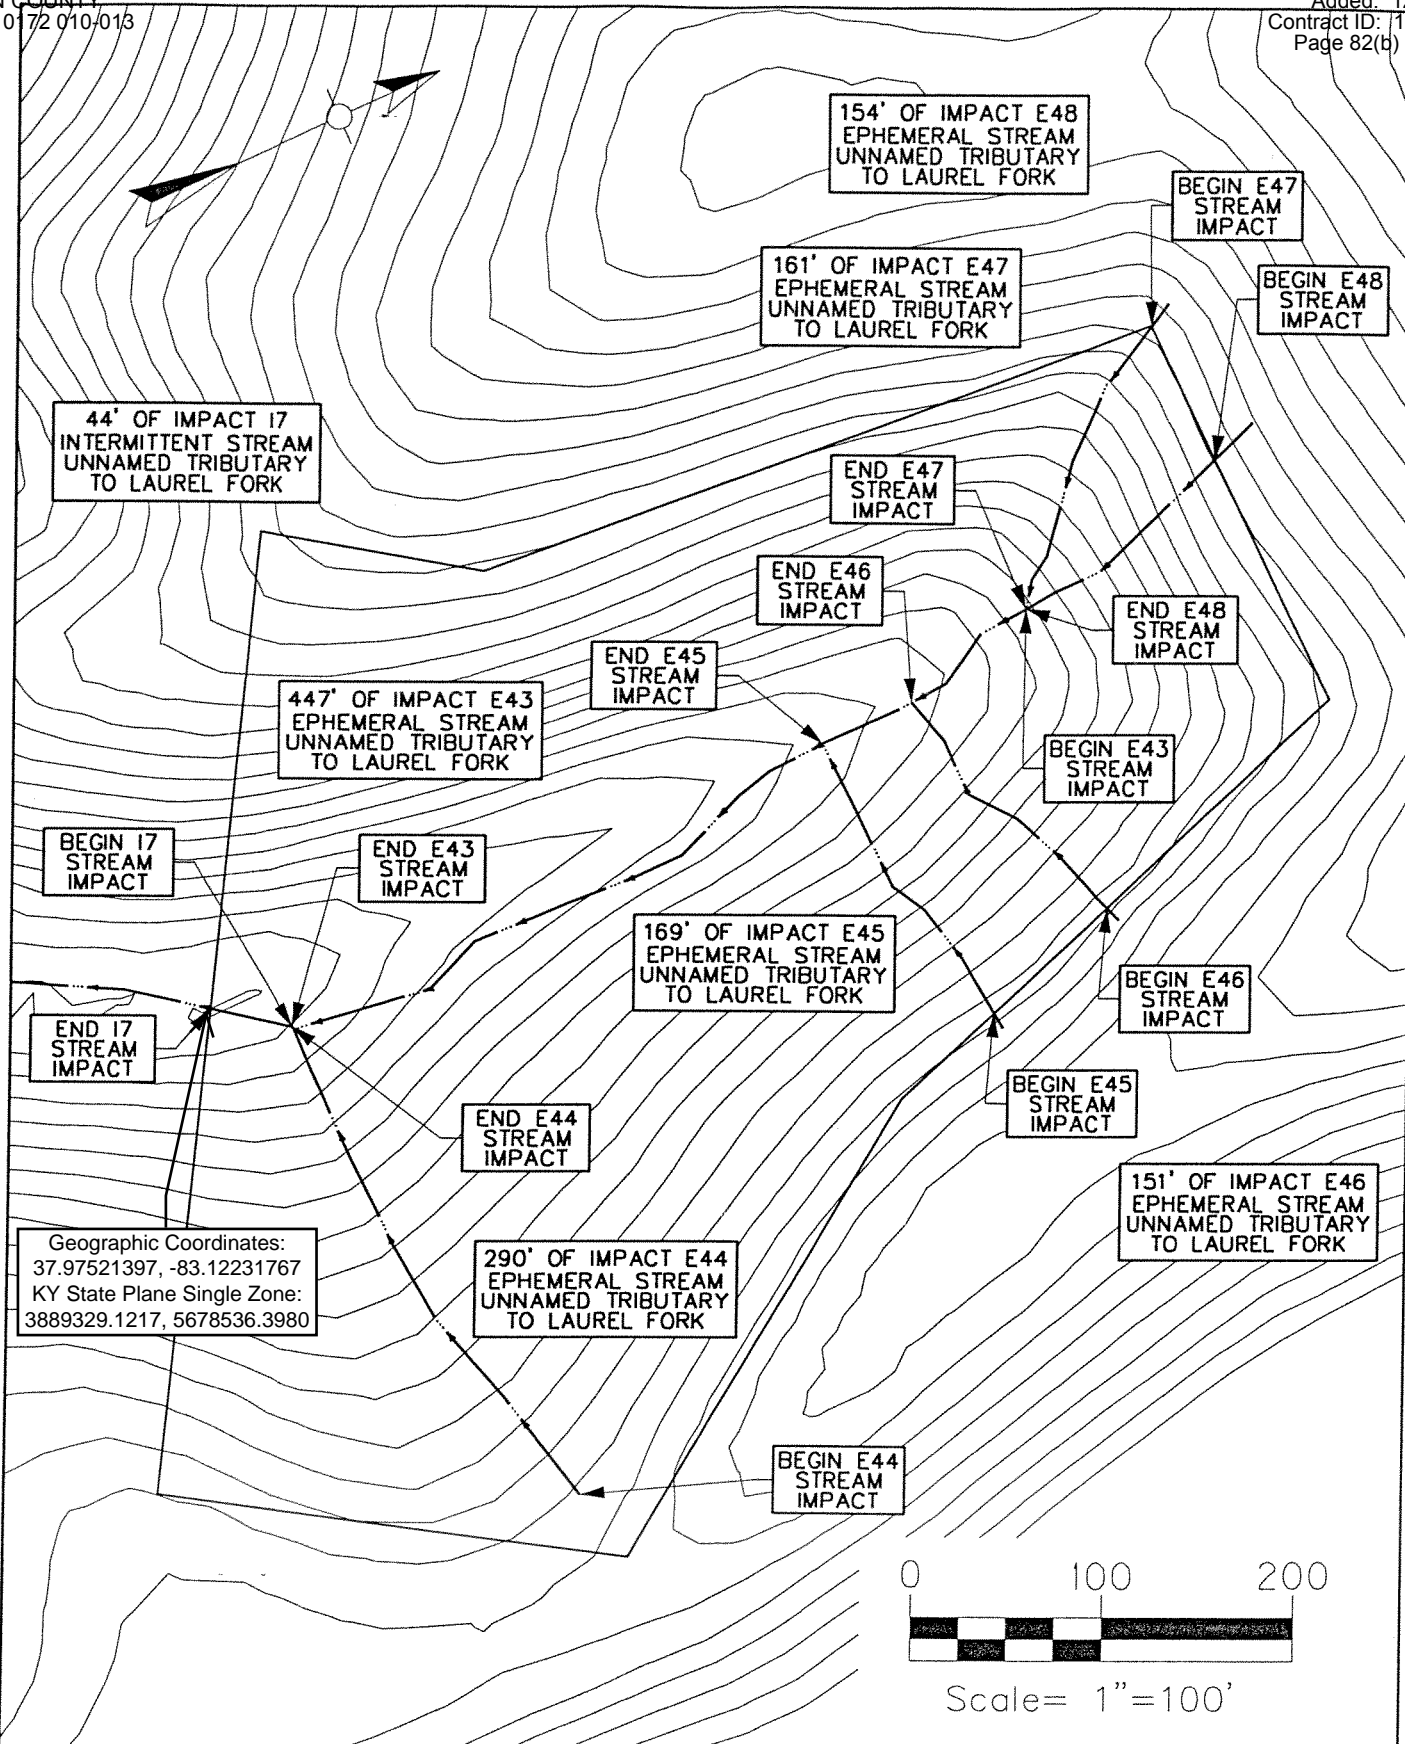 COUNTY
0172 010-013
Added:
Contract ID: 1
Page 82(b)
154' OF IMPACT E48
EPHEMERAL STREAM
UNNAMED TRIBUTARY
TO LAUREL FORK
BEGIN E47
STREAM
IMPACT
161' OF IMPACT E47
EPHEMERAL STREAM
UNNAMED TRIBUTARY
TO LAUREL FORK
BEGIN E48
STREAM
IMPACT
44' OF IMPACT I7
INTERMITTENT STREAM
UNNAMED TRIBUTARY
TO LAUREL FORK
END E47
STREAM
IMPACT
END E46
STREAM
IMPACT
END E48
STREAM
IMPACT
END E45
STREAM
IMPACT
447' OF IMPACT E43
EPHEMERAL STREAM
UNNAMED TRIBUTARY
TO LAUREL FORK
BEGIN E43
STREAM
IMPACT
BEGIN I7
STREAM
IMPACT
END E43
STREAM
IMPACT
169' OF IMPACT E45
EPHEMERAL STREAM
UNNAMED TRIBUTARY
TO LAUREL FORK
BEGIN E46
STREAM
IMPACT
END I7
STREAM
IMPACT
BEGIN E45
STREAM
IMPACT
END E44
STREAM
IMPACT
151' OF IMPACT E46
EPHEMERAL STREAM
UNNAMED TRIBUTARY
TO LAUREL FORK
Geographic Coordinates:
37.97521397, -83.12231767
KY State Plane Single Zone:
3889329.1217, 5678536.3980
290' OF IMPACT E44
EPHEMERAL STREAM
UNNAMED TRIBUTARY
TO LAUREL FORK
BEGIN E44
STREAM
IMPACT
0 100 200
Scale= 1"=100'